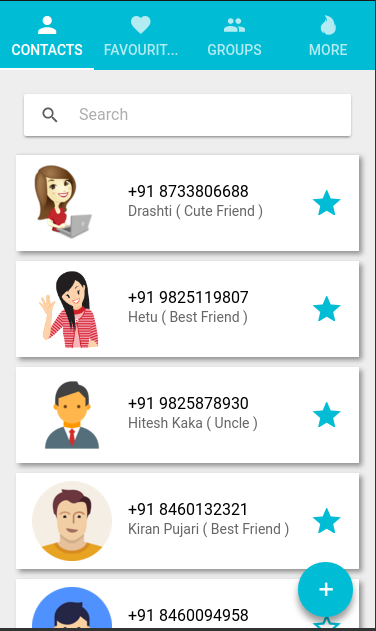 CONTACTS
FAVOURIT...
GROUPS
MORE
Search
+91 8733806688
Drashti ( Cute Friend )
+91 9825119807
Hetu ( Best Friend )
+91 9825878930
Hitesh Kaka ( Uncle )
+91 8460132321
Kiran Pujari ( Best Friend )
+91 8460094958